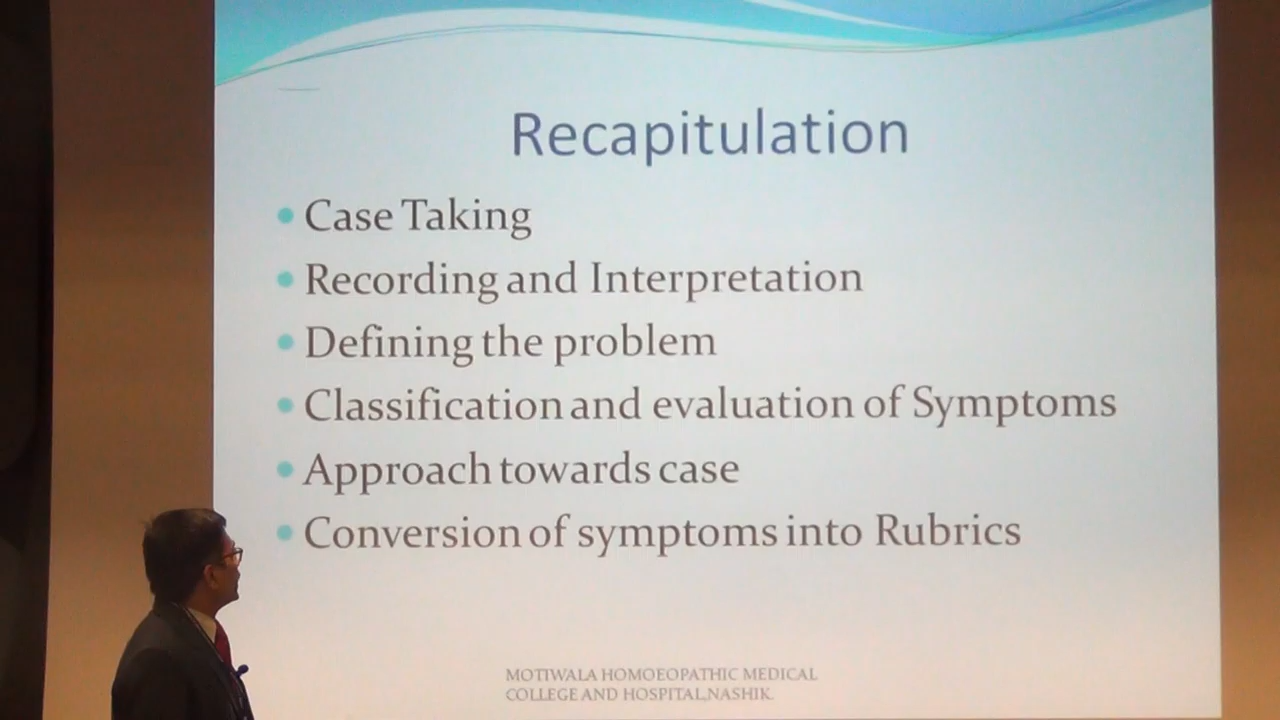 Recapitulation
Case Taking
Recording and Interpretation
Defining the problem
Classification and evaluation of Symptoms
Approach towards case
Conversion of symptoms into Rubrics
MOTIWALA HOMOEOPATHIC MEDICAL
COLLEGE AND HOSPITAL,NASHIK.